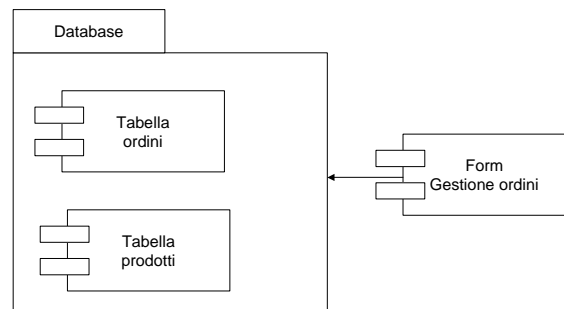 Database
Tabella
ordini
Form
Gestione ordini
Tabella
prodotti